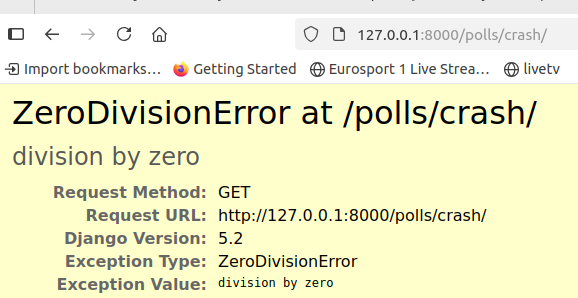 127.0.0.1:8000/polls/crash/
Import bookmarks… Getting Started Eurosport 1 Live Strea… livetv
ZeroDivisionError at /polls/crash/
division by zero
Request Method: GET
Request URL: http://127.0.0.1:8000/polls/crash/
Django Version: 5.2
Exception Type: ZeroDivisionError
Exception Value: division by zero